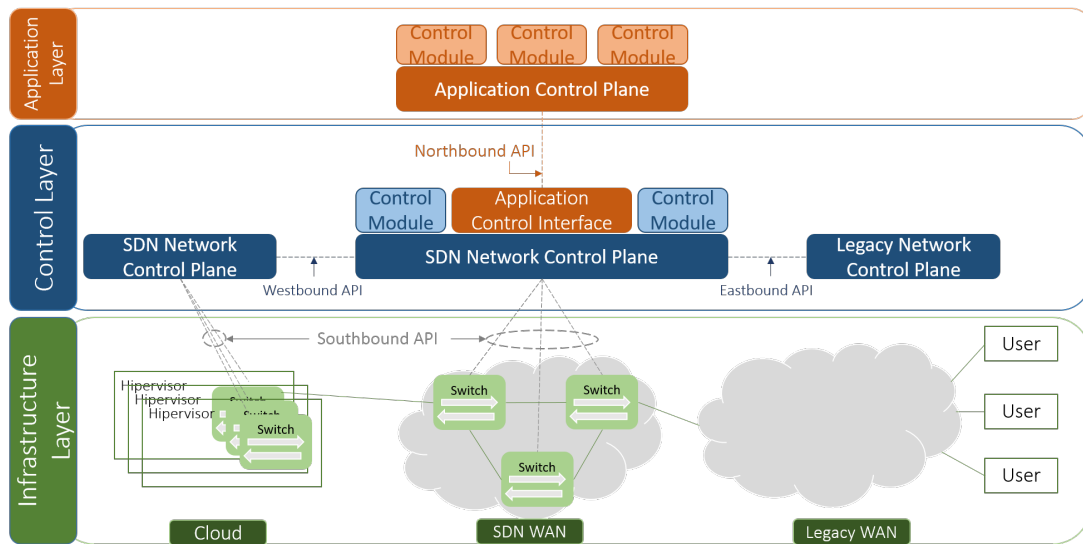 Application
Layer
Control
Module
Control
Module
Control
Module
Application Control Plane
Control Layer
Northbound API
Control
Module
Application
Control Interface
Control
Module
SDN Network
Control Plane
SDN Network Control Plane
Legacy Network
Control Plane
Westbound API
Eastbound API
Infrastructure
Layer
Southbound API
Hipervisor
Hipervisor
Hipervisor
Switch
Switch
Switch
Switch
Switch
Switch
User
User
User
Cloud
SDN WAN
Legacy WAN